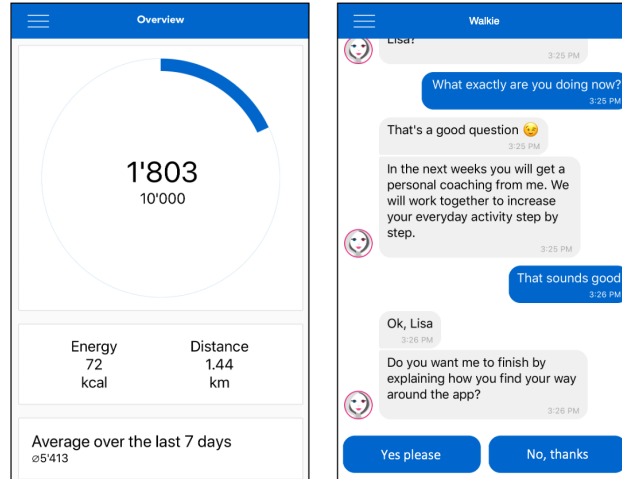 Overview
1'803
10'000
Energy
72
kcal
Distance
1.44
km
Average over the last 7 days
⌀5'413
Walkie
Lisa?
3:25 PM
What exactly are you doing now?
3:25 PM
That's a good question 😉
3:25 PM
In the next weeks you will get a
personal coaching from me. We
will work together to increase
your everyday activity step by
step.
3:25 PM
That sounds good
3:26 PM
Ok, Lisa
3:26 PM
Do you want me to finish by
explaining how you find your way
around the app?
3:26 PM
Yes please
No, thanks